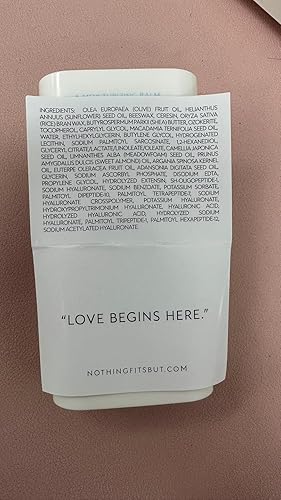 A MOISTURIZING BALM
INGREDIENTS: OLEA EUROPAEA (OLIVE) FRUIT OIL, HELIANTHUS
ANNUUS (SUNFLOWER) SEED OIL, BEESWAX, CERESIN, ORYZA SATIVA
(RICE) BRAN WAX, BUTYROSPERMUM PARKII (SHEA) BUTTER, OZOKERITE,
TOCOPHEROL, CAPRYLYL GLYCOL, MACADAMIA TERNIFOLIA SEED OIL,
WATER, ETHYLHEXYLGLYCERIN, BUTYLENE GLYCOL, HYDROGENATED
LECITHIN, SODIUM PALMITOYL SARCOSINATE, 1,2-HEXANEDIOL,
GLYCERYL CITRATE/LACTATE/LINOLEATE/OLEATE, CAMELLIA JAPONICA
SEED OIL, LIMNANTHES ALBA (MEADOWFOAM) SEED OIL, PRUNUS
AMYGDALUS DULCIS (SWEET ALMOND) OIL, ARGANIA SPINOSA KERNEL
OIL, EUTERPE OLERACEA FRUIT OIL, ADANSONIA DIGITATA SEED OIL,
GLYCERIN, SODIUM ASCORBYL PHOSPHATE, DISODIUM EDTA,
PROPYLENE GLYCOL, HYDROLYZED EXTENSIN, SH-OLIGOPEPTIDE-1,
SODIUM HYALURONATE, SODIUM BENZOATE, POTASSIUM SORBATE,
PALMITOYL DIPEPTIDE-10, PALMITOYL TETRAPEPTIDE-1, SODIUM
HYALURONATE CROSSPOLYMER, POTASSIUM HYALURONATE,
HYDROXYPROPYLTRIMONIUM HYALURONATE, HYALURONIC ACID,
HYDROLYZED HYALURONIC ACID, HYDROLYZED SODIUM
HYALURONATE, PALMITOYL TRIPEPTIDE-1, PALMITOYL HEXAPEPTIDE-12,
SODIUM ACETYLATED HYALURONATE
"LOVE BEGINS HERE."
NOTHINGFITSBUT.COM